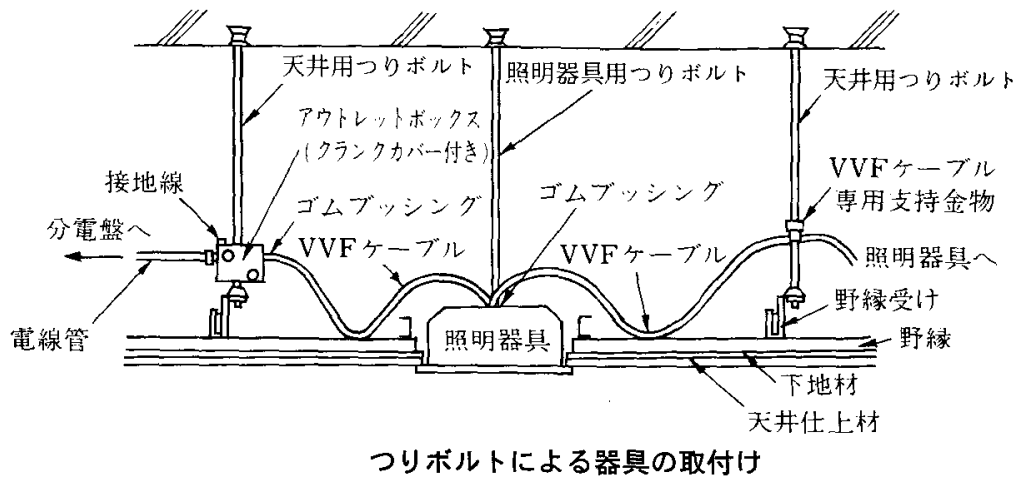 天井用つりボルト
照明器具用つりボルト
天井用つりボルト
アウトレットボックス
(クランクカバー付き)
接地線
ゴムブッシング
ゴムブッシング
VVFケーブル
専用支持金物
分電盤へ
VVFケーブル
VVFケーブル
照明器具へ
電線管
照明器具
野縁受け
野縁
下地材
天井仕上材
つりボルトによる器具の取付け